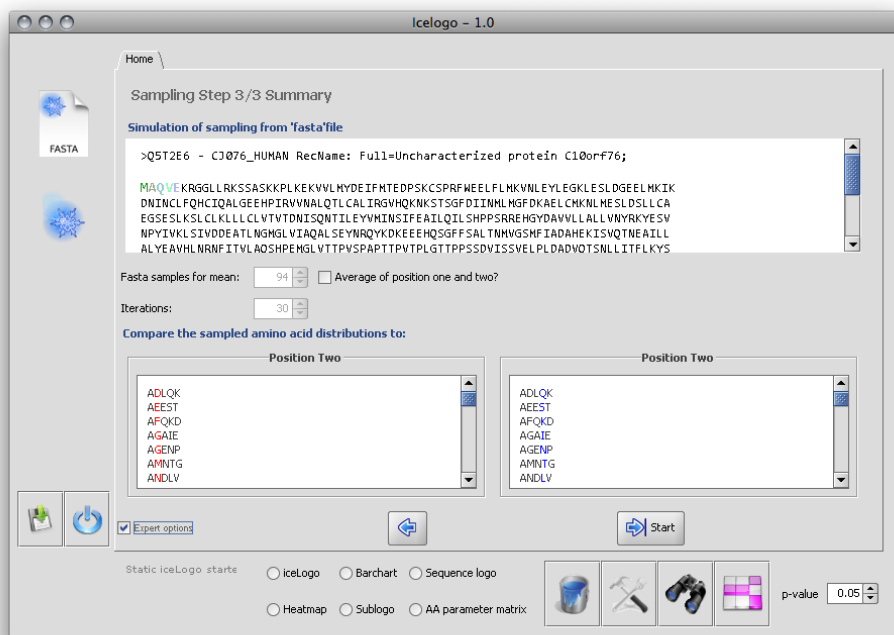 Icelogo - 1.0
Home
FASTA
Sampling Step 3/3 Summary
Simulation of sampling from 'fasta'file
>Q5T2E6 - CJ076_HUMAN RecName: Full=Uncharacterized protein C10orf76;
MAQVEKRGGLLRKSSASKKPLKEKVVLMYDEIFMTEDPSKCSPRFWEELFLMKVNLEYLEGKLESLDGEELMKIK
DNINCLFQHCIQALGEEHPIRVVNALQTLCALIRGVHQKNKSTSGFDIINMLMGFDKAELCMKNLMESLDSLLCA
EGSESLKSLCLKLLLCLVTVTDNISQNTILEYVMINSIFEAILQILSHPPSRREHGYDAVVLLALLVNYRKYESV
NPYIVKLSIVDDEATLNGMGLVIAQALSEYNRQYKDKEEEHQSGFFSALTNMVGSMFIADAHEKISVQTNEAILL
ALYEAVHLNRNFITVLAQSHPEMGLVTTPVSPAPTTPVTPLGTTPPSSDVISSVELPLDADVQTSNLLITFLKYS
Fasta samples for mean: 94 Average of position one and two?
Iterations: 30
Compare the sampled amino acid distributions to:
Position Two
ADLQK
AEEST
AFQKD
AGAIE
AGENP
AMNTG
ANDLV
Position Two
ADLQK
AEEST
AFQKD
AGAIE
AGENP
AMNTG
ANDLV
Expert options
Start
Static iceLogo starte
iceLogo Barchart Sequence logo
Heatmap Sublogo AA parameter matrix
p-value 0.05